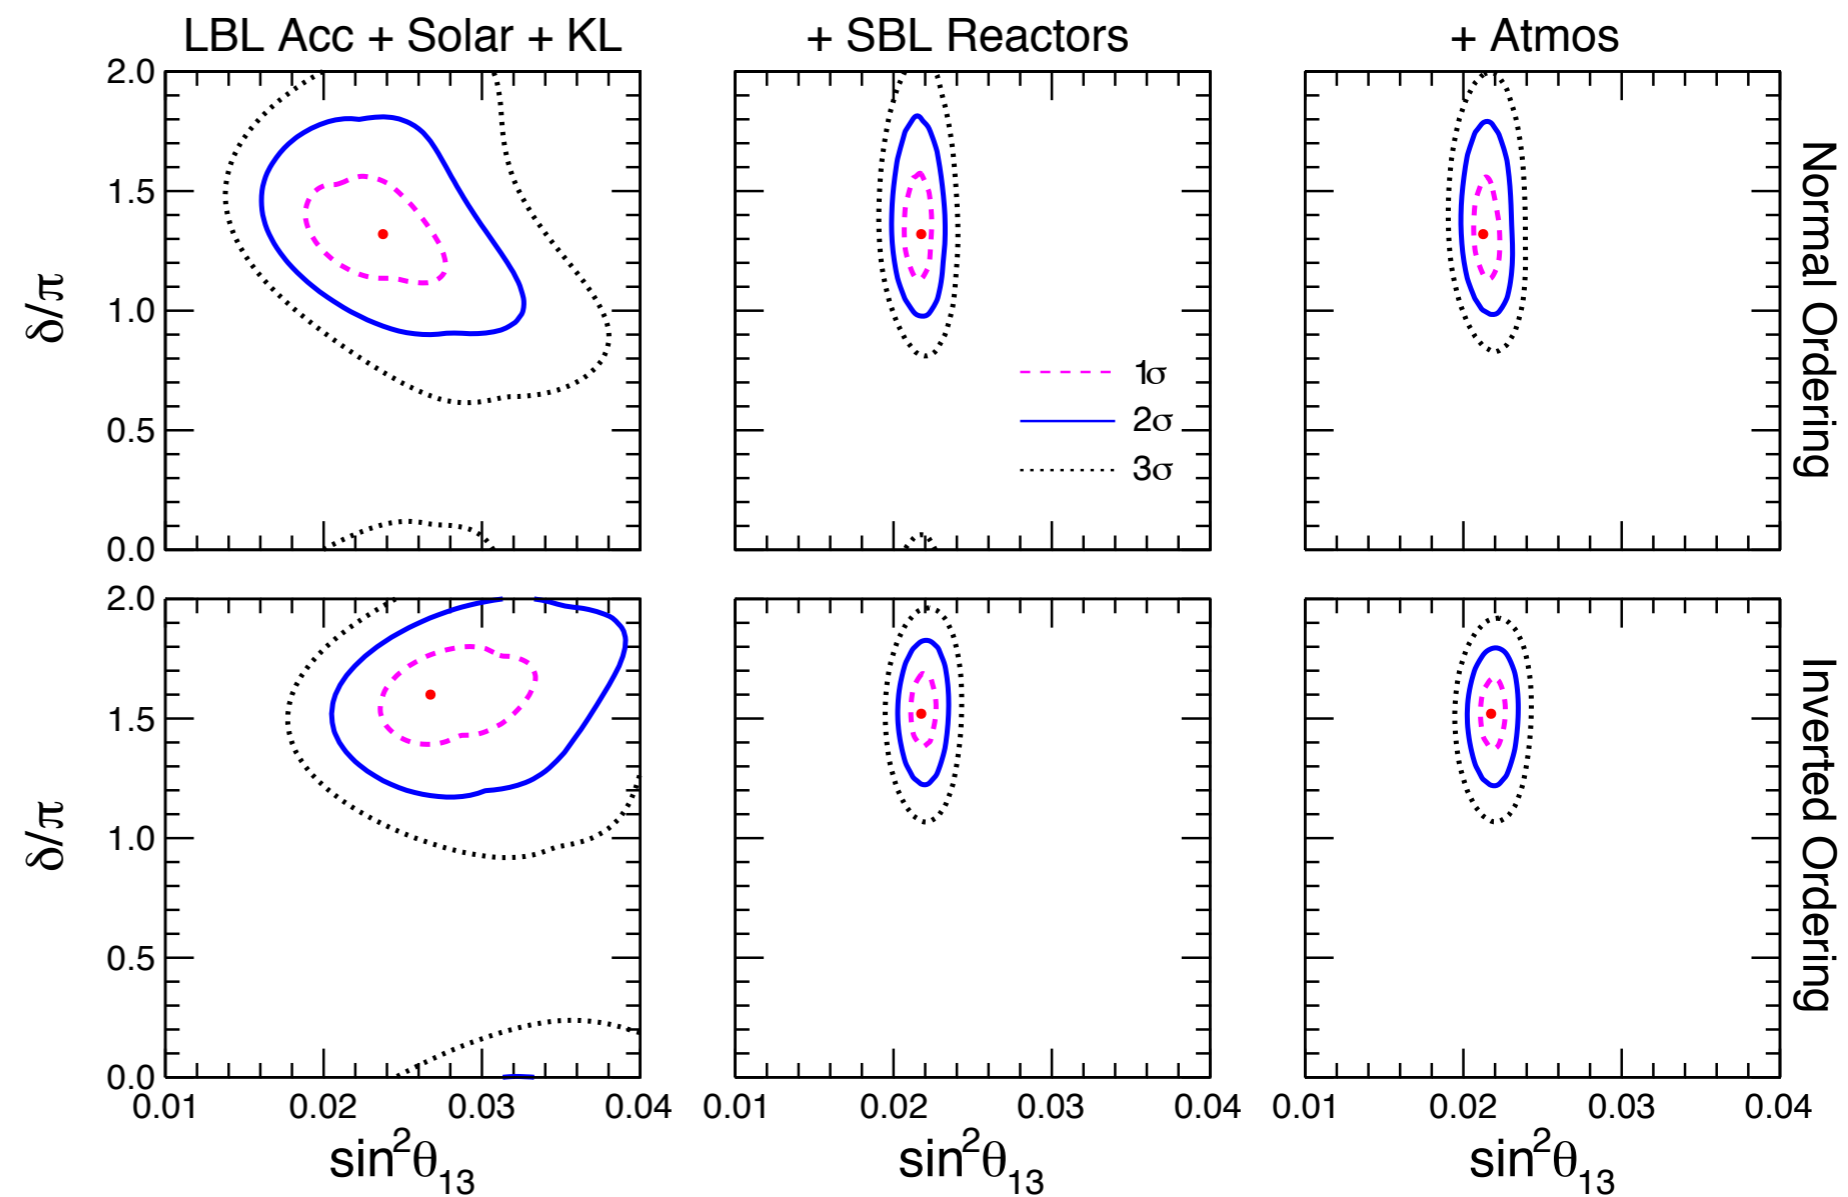 LBL Acc + Solar + KL
+ SBL Reactors
+ Atmos
2.0
1.5
1.0
0.5
0.0
δ/π
1σ
2σ
3σ
Normal Ordering
2.0
1.5
1.0
0.5
0.0
δ/π
Inverted Ordering
0.01 0.02 0.03 0.04
0.01 0.02 0.03 0.04
0.01 0.02 0.03 0.04
sin²θ₁₃
sin²θ₁₃
sin²θ₁₃